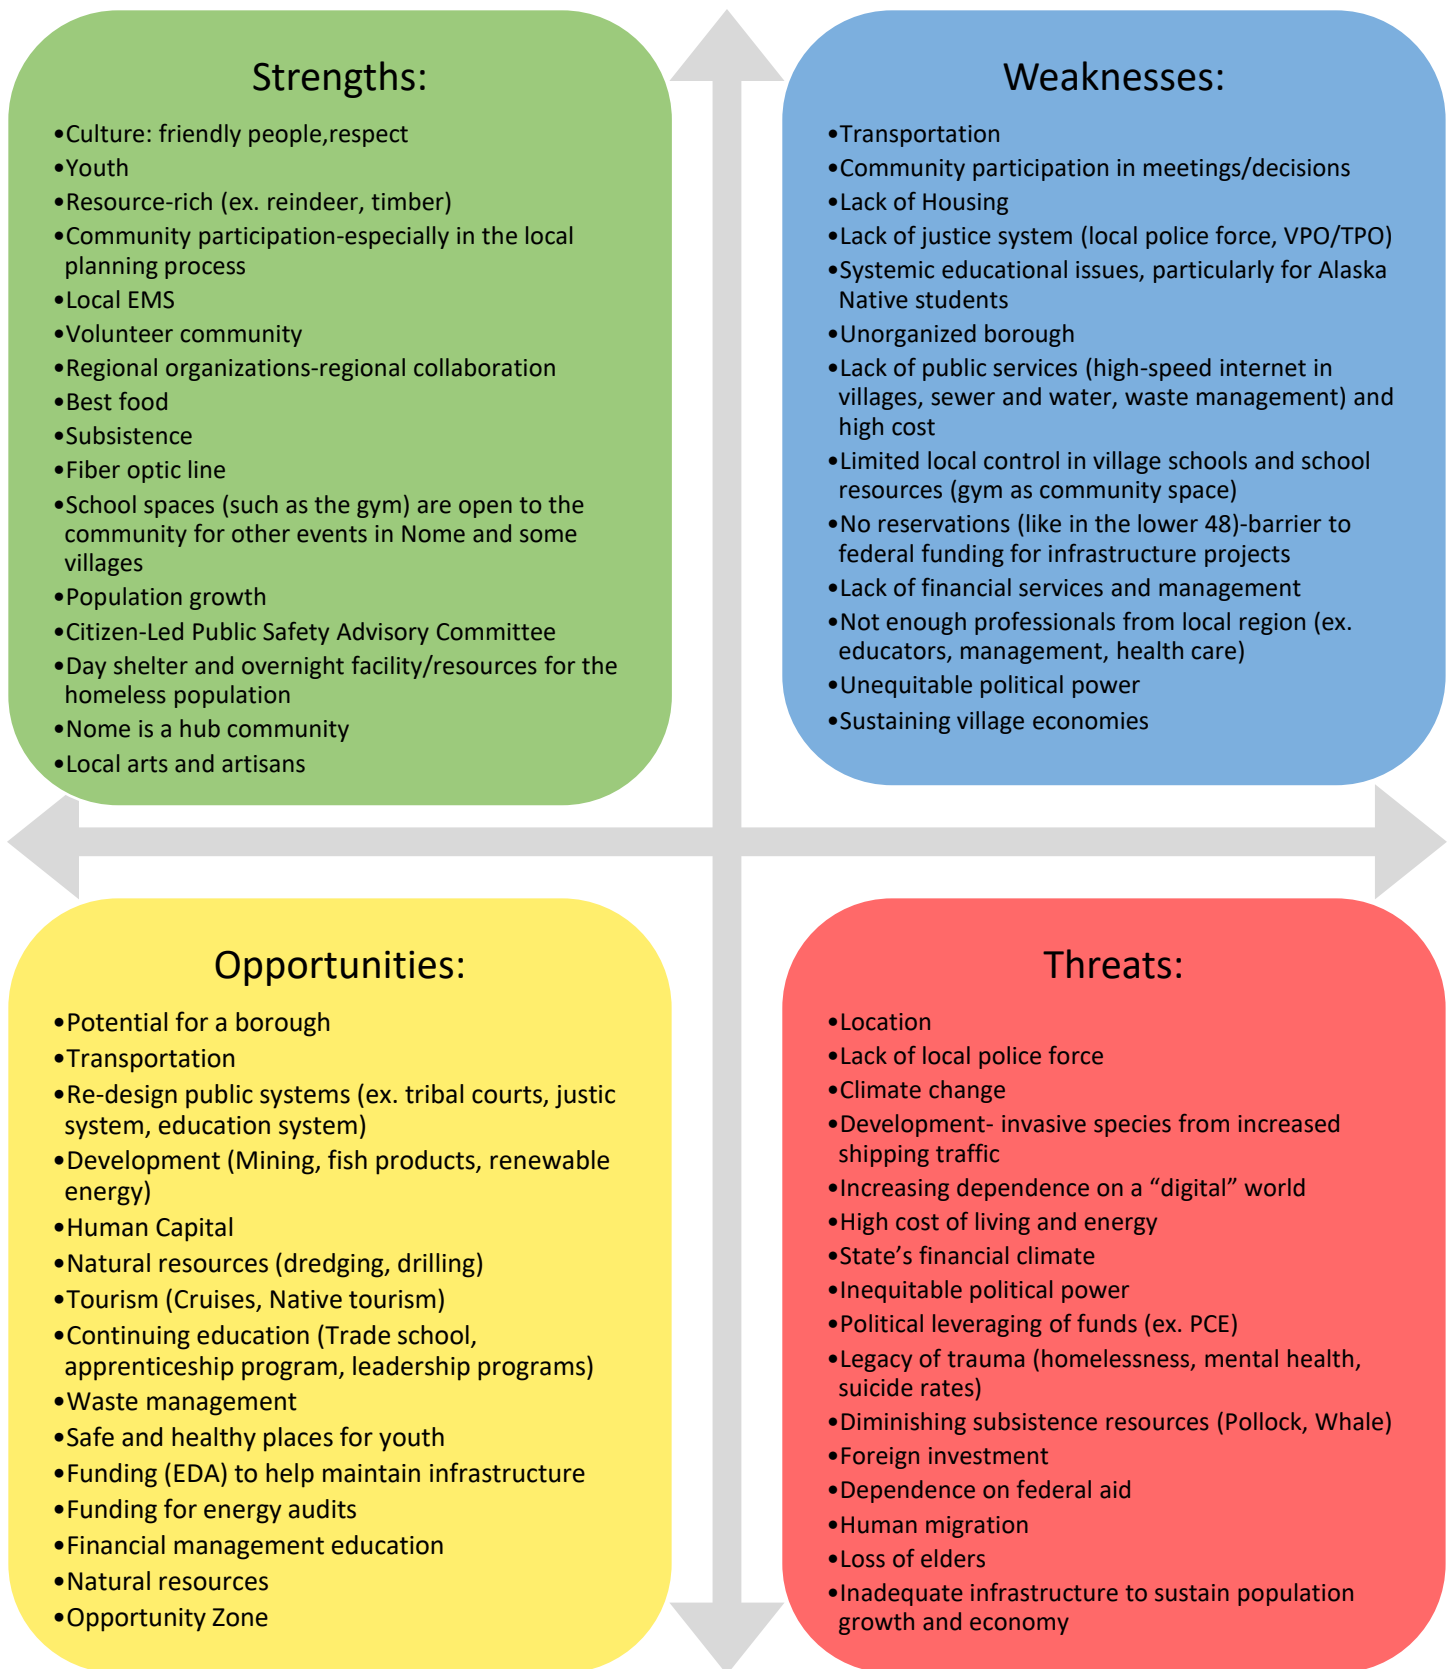 Strengths:
•Culture: friendly people,respect
•Youth
•Resource-rich (ex. reindeer, timber)
•Community participation-especially in the local
planning process
•Local EMS
•Volunteer community
•Regional organizations-regional collaboration
•Best food
•Subsistence
•Fiber optic line
•School spaces (such as the gym) are open to the
community for other events in Nome and some
villages
•Population growth
•Citizen-Led Public Safety Advisory Committee
•Day shelter and overnight facility/resources for the
homeless population
•Nome is a hub community
•Local arts and artisans
Weaknesses:
•Transportation
•Community participation in meetings/decisions
•Lack of Housing
•Lack of justice system (local police force, VPO/TPO)
•Systemic educational issues, particularly for Alaska
Native students
•Unorganized borough
•Lack of public services (high-speed internet in
villages, sewer and water, waste management) and
high cost
•Limited local control in village schools and school
resources (gym as community space)
•No reservations (like in the lower 48)-barrier to
federal funding for infrastructure projects
•Lack of financial services and management
•Not enough professionals from local region (ex.
educators, management, health care)
•Unequitable political power
•Sustaining village economies
Opportunities:
•Potential for a borough
•Transportation
•Re-design public systems (ex. tribal courts, justic
system, education system)
•Development (Mining, fish products, renewable
energy)
•Human Capital
•Natural resources (dredging, drilling)
•Tourism (Cruises, Native tourism)
•Continuing education (Trade school,
apprenticeship program, leadership programs)
•Waste management
•Safe and healthy places for youth
•Funding (EDA) to help maintain infrastructure
•Funding for energy audits
•Financial management education
•Natural resources
•Opportunity Zone
Threats:
•Location
•Lack of local police force
•Climate change
•Development- invasive species from increased
shipping traffic
•Increasing dependence on a “digital” world
•High cost of living and energy
•State’s financial climate
•Inequitable political power
•Political leveraging of funds (ex. PCE)
•Legacy of trauma (homelessness, mental health,
suicide rates)
•Diminishing subsistence resources (Pollock, Whale)
•Foreign investment
•Dependence on federal aid
•Human migration
•Loss of elders
•Inadequate infrastructure to sustain population
growth and economy